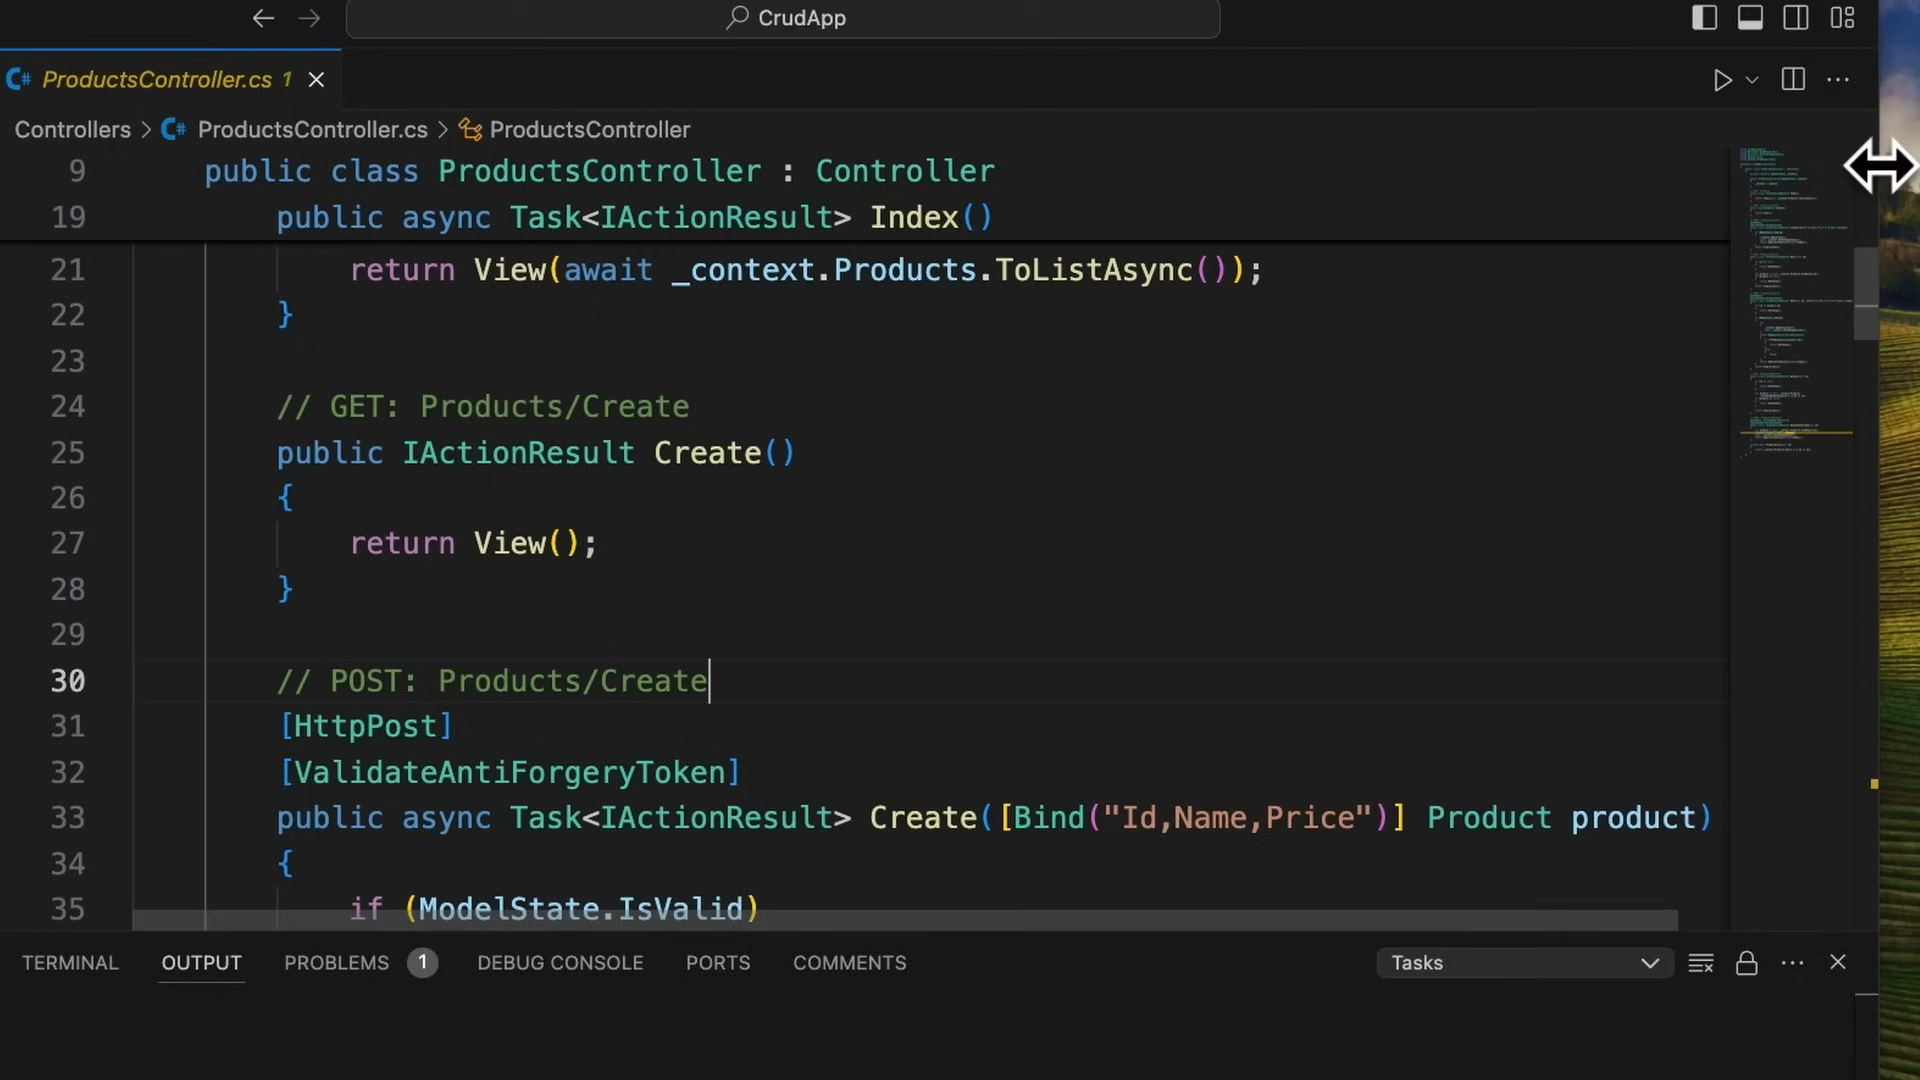 CrudApp
ProductsController.cs 1
Controllers > ProductsController.cs > ProductsController
9 public class ProductsController : Controller
19 public async Task<IActionResult> Index()
21 return View(await _context.Products.ToListAsync());
22 }
23
24 // GET: Products/Create
25 public IActionResult Create()
26 {
27 return View();
28 }
29
30 // POST: Products/Create
31 [HttpPost]
32 [ValidateAntiForgeryToken]
33 public async Task<IActionResult> Create([Bind("Id,Name,Price")] Product product)
34 {
35 if (ModelState.IsValid)
TERMINAL OUTPUT PROBLEMS 1 DEBUG CONSOLE PORTS COMMENTS Tasks